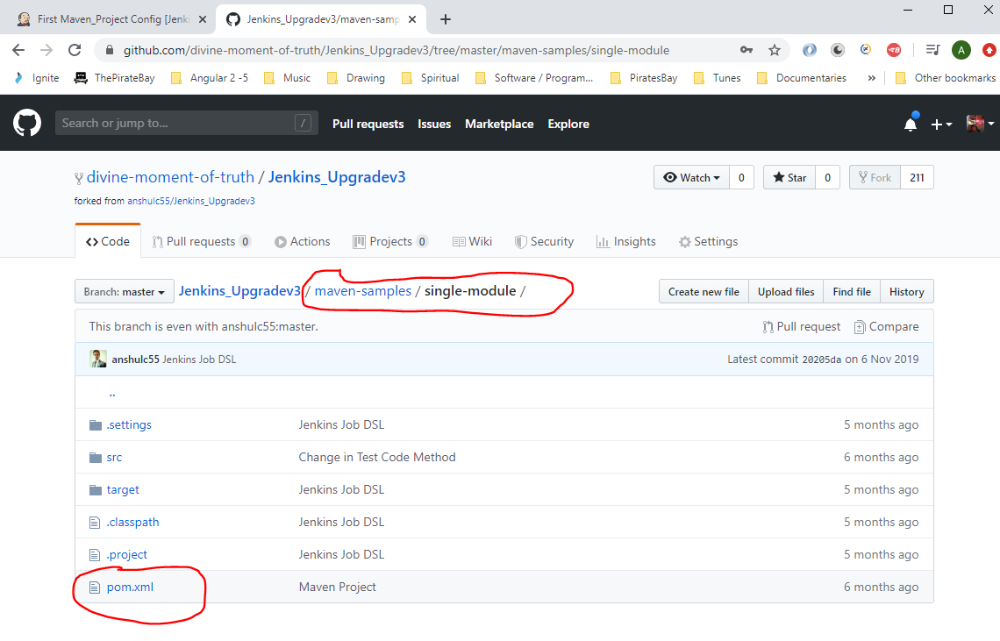 First Maven_Project Config [Jenk
Jenkins_Upgradev3/maven-samp
github.com/divine-moment-of-truth/Jenkins_Upgradev3/tree/master/maven-samples/single-module
A
Ignite ThePirateBay Angular 2 -5 Music Drawing Spiritual Software / Program... PiratesBay Tunes Documentaries » Other bookmarks
Search or jump to... / Pull requests Issues Marketplace Explore
divine-moment-of-truth / Jenkins_Upgradev3 Watch 0 Star 0 Fork 211
forked from anshulc55/Jenkins_Upgradev3
Code Pull requests 0 Actions Projects 0 Wiki Security Insights Settings
Branch: master Jenkins_Upgradev3 / maven-samples / single-module / Create new file Upload files Find file History
This branch is even with anshulc55:master. Pull request Compare
anshulc55 Jenkins Job DSL Latest commit 20205da on 6 Nov 2019
..
.settings Jenkins Job DSL 5 months ago
src Change in Test Code Method 6 months ago
target Jenkins Job DSL 5 months ago
.classpath Jenkins Job DSL 5 months ago
.project Jenkins Job DSL 5 months ago
pom.xml Maven Project 6 months ago